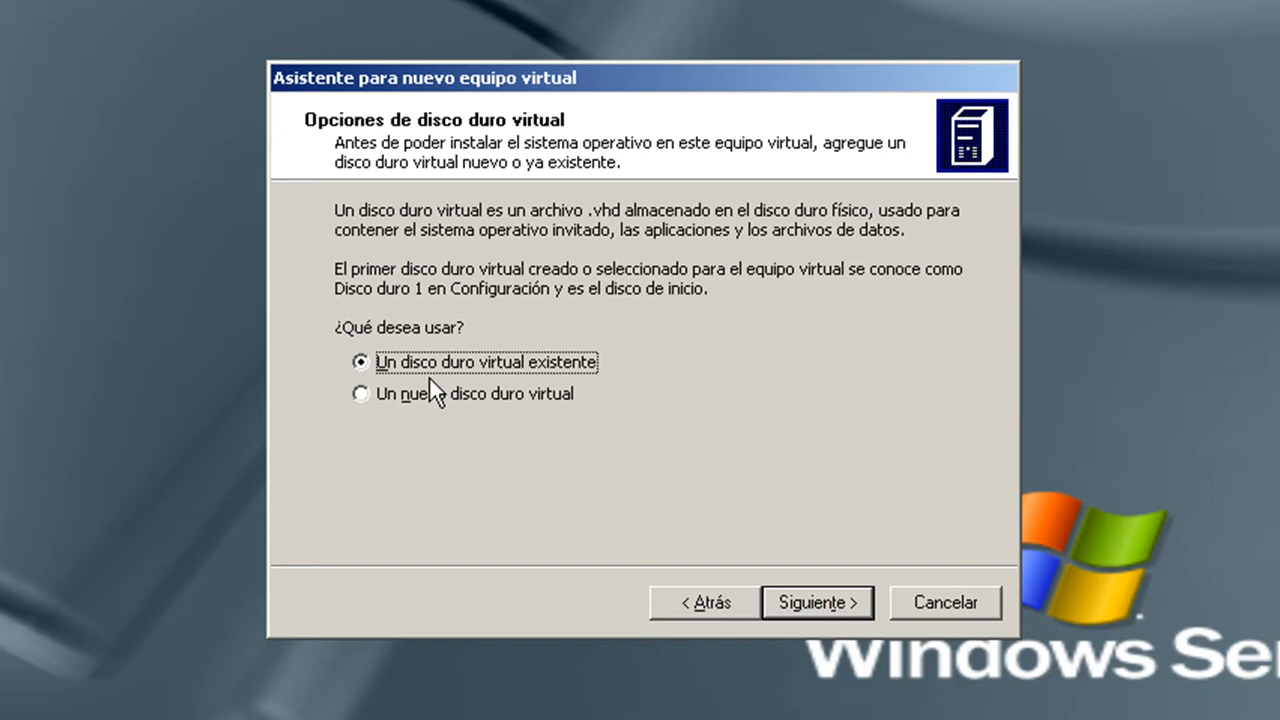 Asistente para nuevo equipo virtual
Opciones de disco duro virtual
Antes de poder instalar el sistema operativo en este equipo virtual, agregue un
disco duro virtual nuevo o ya existente.
Un disco duro virtual es un archivo .vhd almacenado en el disco duro físico, usado para
contener el sistema operativo invitado, las aplicaciones y los archivos de datos.
El primer disco duro virtual creado o seleccionado para el equipo virtual se conoce como
Disco duro 1 en Configuración y es el disco de inicio.
¿Qué desea usar?
Un disco duro virtual existente
Un nuevo disco duro virtual
< Atrás
Siguiente >
Cancelar
Windows Se